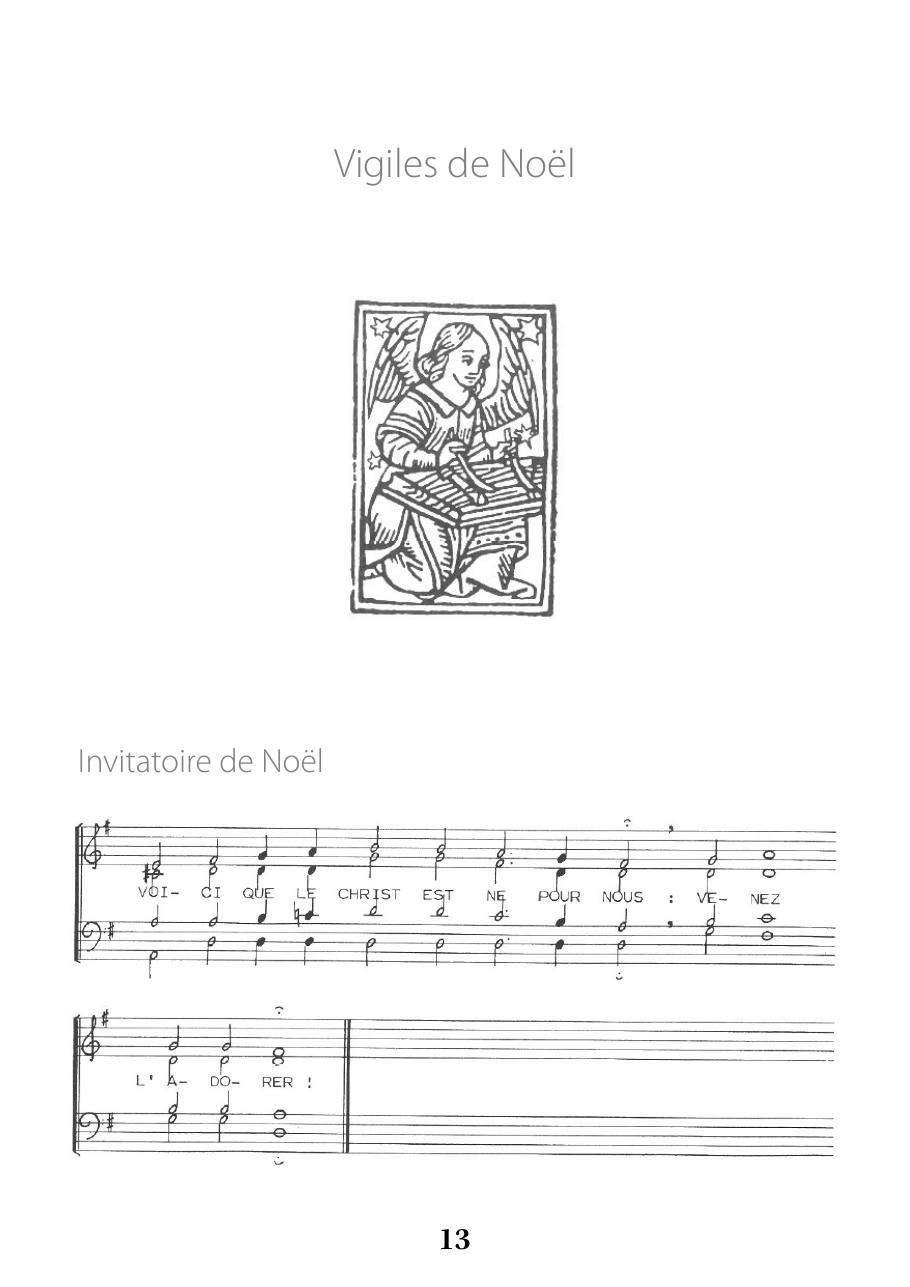 Vigiles de Noël
Invitatoire de Noël
VOI- CI QUE LE CHRIST EST NE POUR NOUS : VE- NEZ
L' A- DO- RER !
13